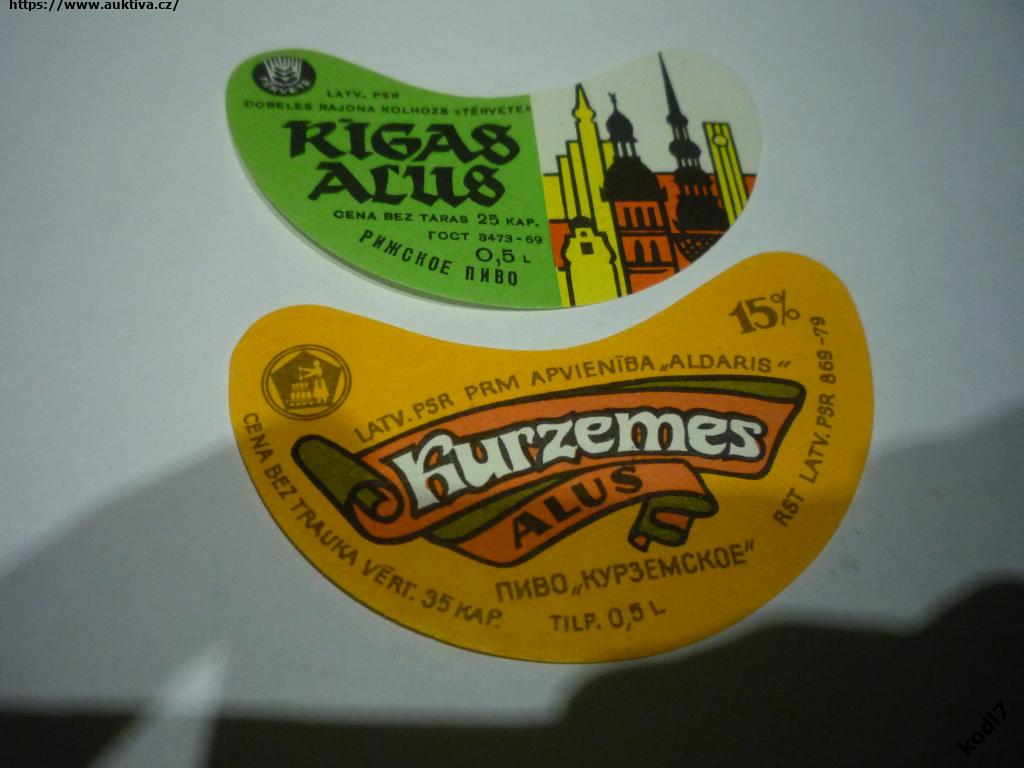 https://www.auktiva.cz/
TĒRVETE
LATV. PSR
DOBELES RAJONA KOLHOZS «TĒRVETE»
RĪGAS
ALUS
CENA BEZ TARAS 25 KAP.
ГОСТ 3473-69
0,5 L
РИЖСКОЕ ПИВО
15%
LATV. PSR PRM APVIENĪBA „ALDARIS“
Kurzemes
ALUS
CENA BEZ TRAUKA VĒRT. 35 KAP.
ПИВО „КУРЗЕМСКОЕ“
TILP. 0,5 L
RST LATV. PSR 869-79
kodl7